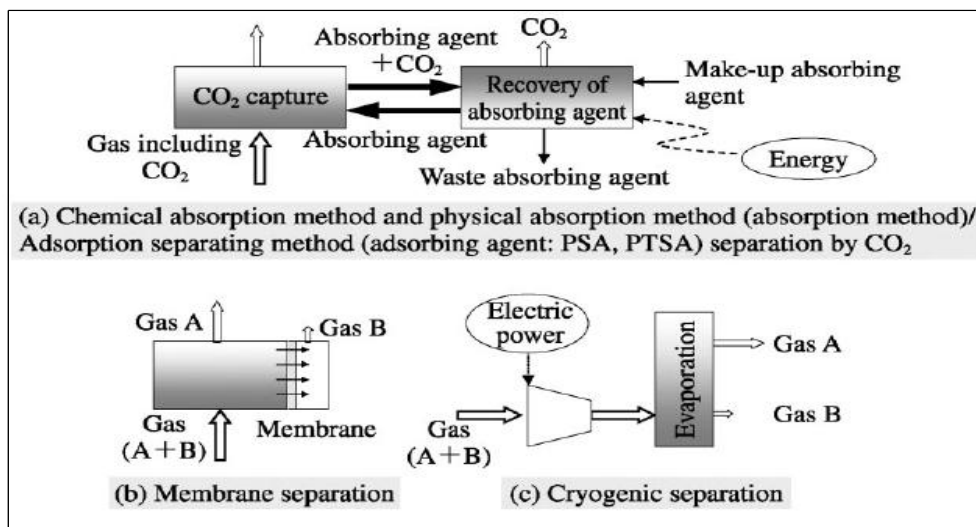 Absorbing agent
+CO₂
CO₂
CO₂ capture
Recovery of
absorbing agent
Make-up absorbing
agent
Gas including
CO₂
Absorbing agent
Waste absorbing agent
Energy
(a) Chemical absorption method and physical absorption method (absorption method)/
Adsorption separating method (adsorbing agent: PSA, PTSA) separation by CO₂
Gas A
Gas B
Gas
(A+B)
Membrane
(b) Membrane separation
Electric
power
Gas
(A+B)
Evaporation
Gas A
Gas B
(c) Cryogenic separation